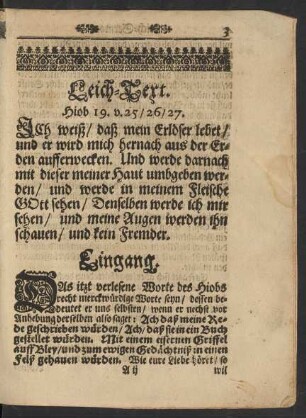 3
Leich-Text.
Hiob 19. v. 25/26/27.
ICh weiß/ daß mein Erlöser lebet/
und er wird mich hernach aus der Er-
den aufferwecken. Und werde darnach
mit dieser meiner Haut umbgeben wer-
den/ und werde in meinem Fleische
GOtt sehen/ Denselben werde ich mir
sehen/ und meine Augen werden ihn
schauen/ und kein Fremder.
Eingang.
DAs itzt verlesene Worte des Hiobs
recht merckwürdige Worte seyn/ dessen be-
deutet er uns selbsten/ wenn er nechst vor
Anhebung derselben also saget: Ach daß meine Re-
de geschrieben würden/ Ach/ daß sie in ein Buch
gestellet würden. Mit einem eisernen Griffel
auff Bley/ und zum ewigen Gedächtniß in einen
Felß gehauen würden. Wie eure Liebe höret/ so
A ij
wil